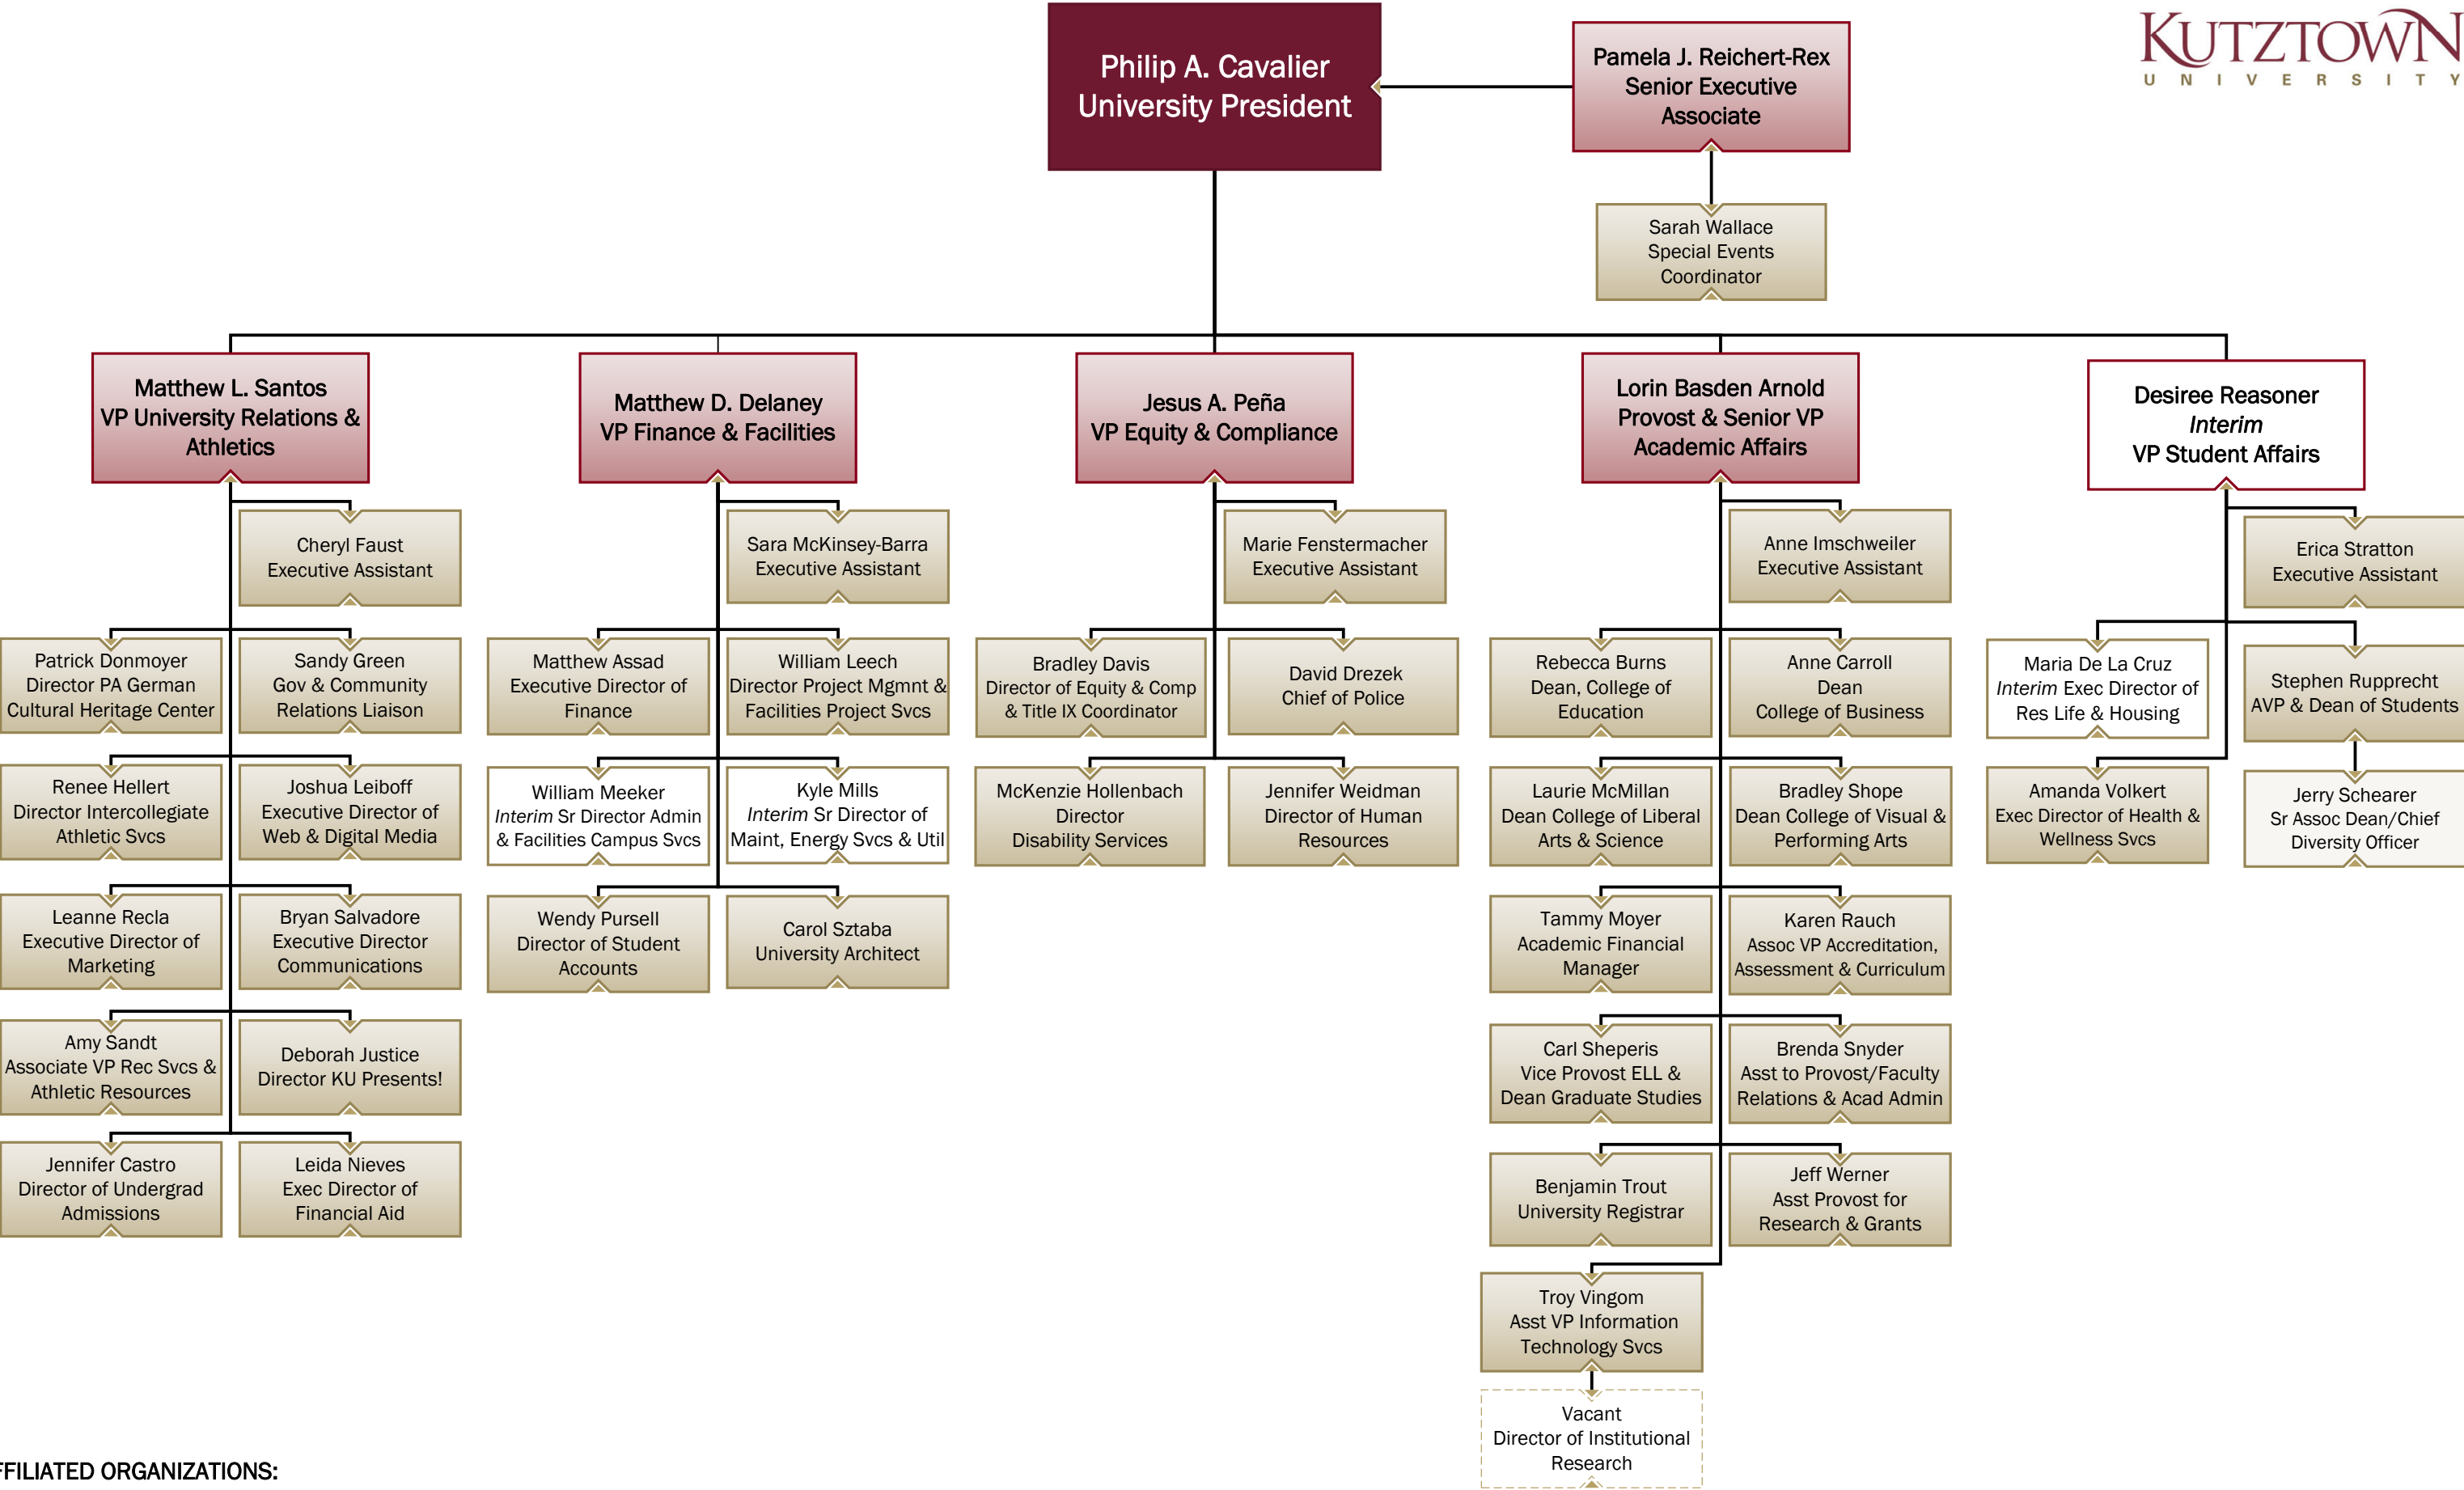 Philip A. Cavalier
University President
Pamela J. Reichert-Rex
Senior Executive
Associate
KUTZTOWN
UNIVERSITY
Sarah Wallace
Special Events
Coordinator
Matthew L. Santos
VP University Relations &
Athletics
Matthew D. Delaney
VP Finance & Facilities
Jesus A. Peña
VP Equity & Compliance
Lorin Basden Arnold
Provost & Senior VP
Academic Affairs
Desiree Reasoner
Interim
VP Student Affairs
Cheryl Faust
Executive Assistant
Patrick Donmoyer
Director PA German
Cultural Heritage Center
Sandy Green
Gov & Community
Relations Liaison
Renee Hellert
Director Intercollegiate
Athletic Svcs
Joshua Leiboff
Executive Director of
Web & Digital Media
Leanne Recla
Executive Director of
Marketing
Bryan Salvadore
Executive Director
Communications
Amy Sandt
Associate VP Rec Svcs &
Athletic Resources
Deborah Justice
Director KU Presents!
Jennifer Castro
Director of Undergrad
Admissions
Leida Nieves
Exec Director of
Financial Aid
Sara McKinsey-Barra
Executive Assistant
Matthew Assad
Executive Director of
Finance
William Leech
Director Project Mgmnt &
Facilities Project Svcs
William Meeker
Interim Sr Director Admin
& Facilities Campus Svcs
Kyle Mills
Interim Sr Director of
Maint, Energy Svcs & Util
Wendy Pursell
Director of Student
Accounts
Carol Sztaba
University Architect
Marie Fenstermacher
Executive Assistant
Bradley Davis
Director of Equity & Comp
& Title IX Coordinator
David Drezek
Chief of Police
McKenzie Hollenbach
Director
Disability Services
Jennifer Weidman
Director of Human
Resources
Anne Imschweiler
Executive Assistant
Rebecca Burns
Dean, College of
Education
Anne Carroll
Dean
College of Business
Laurie McMillan
Dean College of Liberal
Arts & Science
Bradley Shope
Dean College of Visual &
Performing Arts
Tammy Moyer
Academic Financial
Manager
Karen Rauch
Assoc VP Accreditation,
Assessment & Curriculum
Carl Sheperis
Vice Provost ELL &
Dean Graduate Studies
Brenda Snyder
Asst to Provost/Faculty
Relations & Acad Admin
Benjamin Trout
University Registrar
Jeff Werner
Asst Provost for
Research & Grants
Troy Vingom
Asst VP Information
Technology Svcs
Vacant
Director of Institutional
Research
Erica Stratton
Executive Assistant
Maria De La Cruz
Interim Exec Director of
Res Life & Housing
Stephen Rupprecht
AVP & Dean of Students
Amanda Volkert
Exec Director of Health &
Wellness Svcs
Jerry Schearer
Sr Assoc Dean/Chief
Diversity Officer
FFILIATED ORGANIZATIONS: